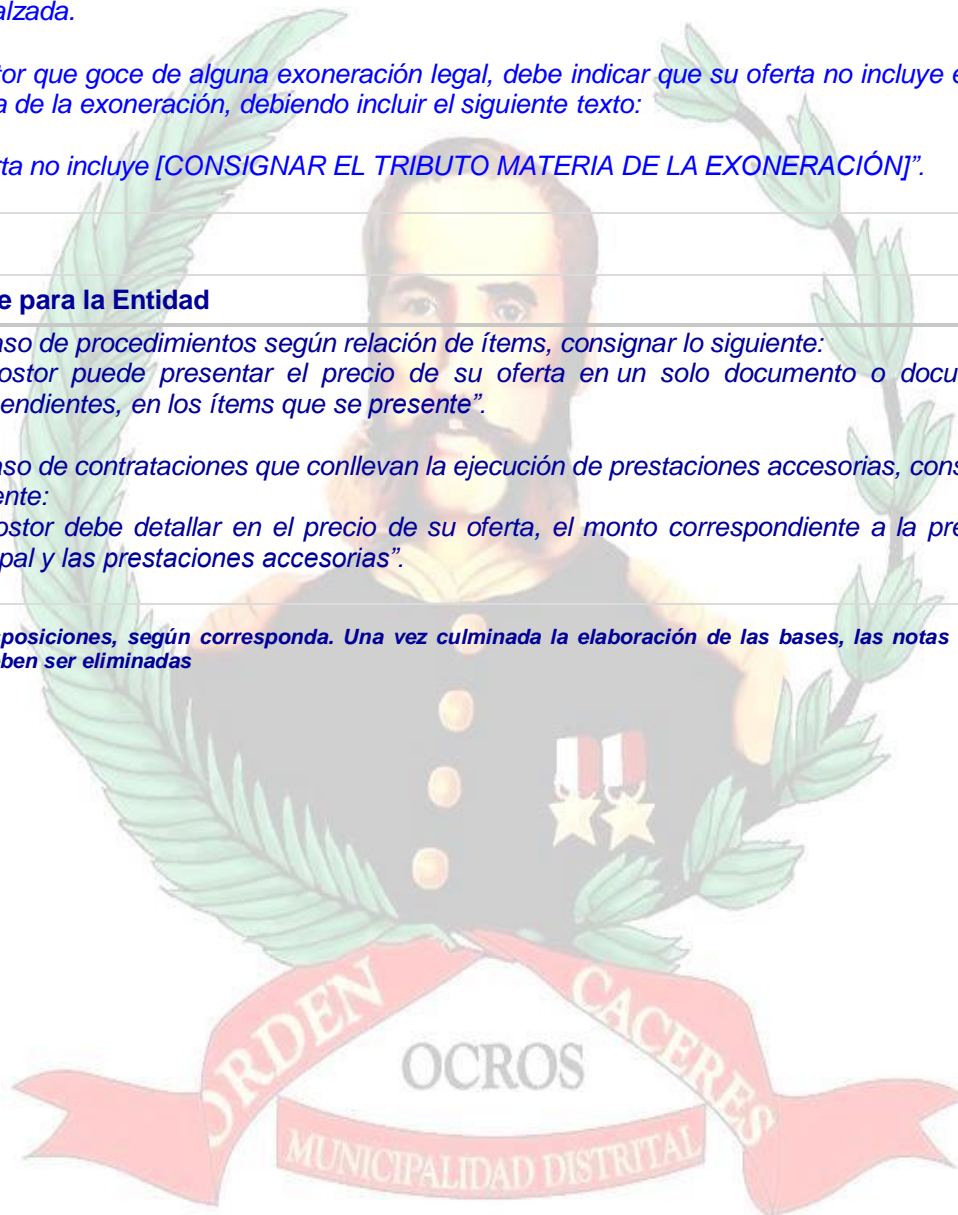 alzada.
tor que goce de alguna exoneración legal, debe indicar que su oferta no incluye e
a de la exoneración, debiendo incluir el siguiente texto:
rta no incluye [CONSIGNAR EL TRIBUTO MATERIA DE LA EXONERACIÓN]”.
e para la Entidad
aso de procedimientos según relación de ítems, consignar lo siguiente:
ostor puede presentar el precio de su oferta en un solo documento o docu
pendientes, en los ítems que se presente”.
aso de contrataciones que conllevan la ejecución de prestaciones accesorias, cons
ente:
ostor debe detallar en el precio de su oferta, el monto correspondiente a la pre
ipal y las prestaciones accesorias”.
sposiciones, según corresponda. Una vez culminada la elaboración de las bases, las notas
ben ser eliminadas
ORDEN
CACERES
OCROS
MUNICIPALIDAD DISTRITAL